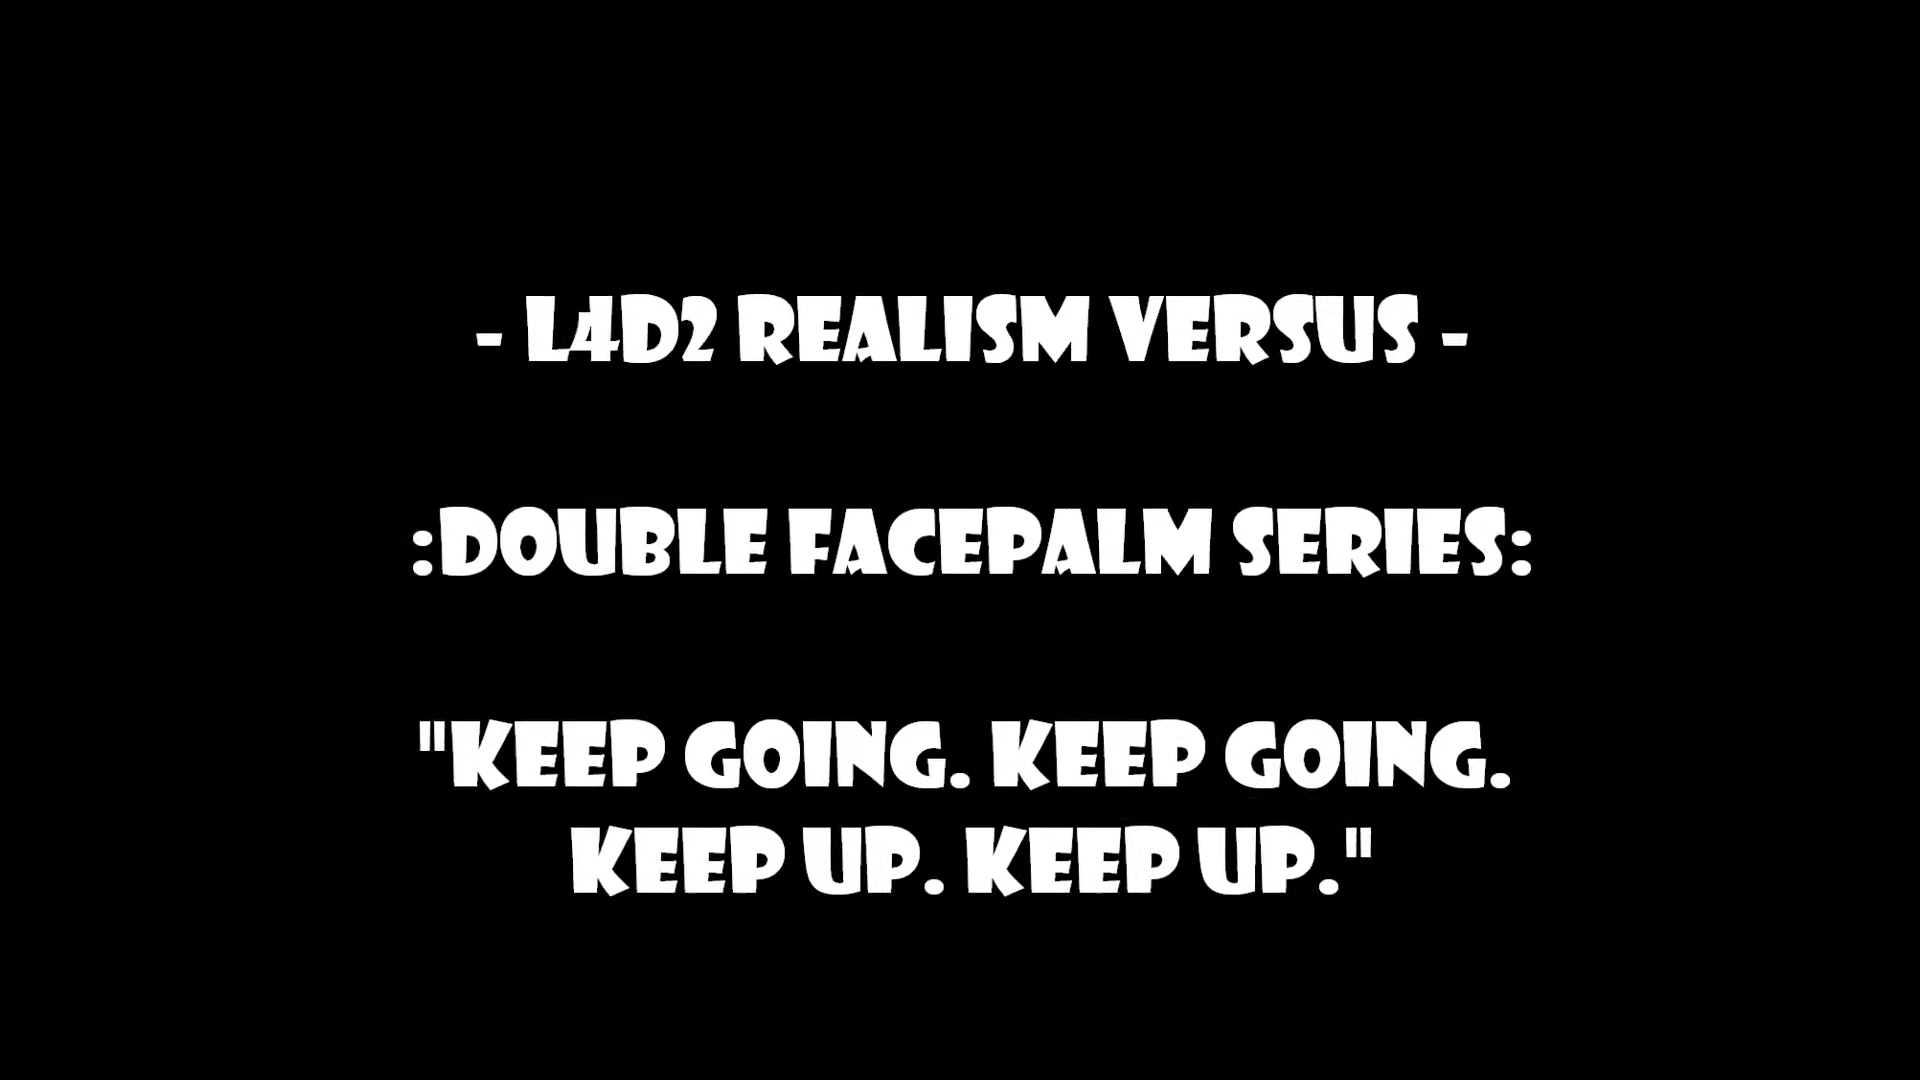 - L4D2 REALISM VERSUS -
:DOUBLE FACEPALM SERIES:
"KEEP GOING. KEEP GOING.
KEEP UP. KEEP UP."